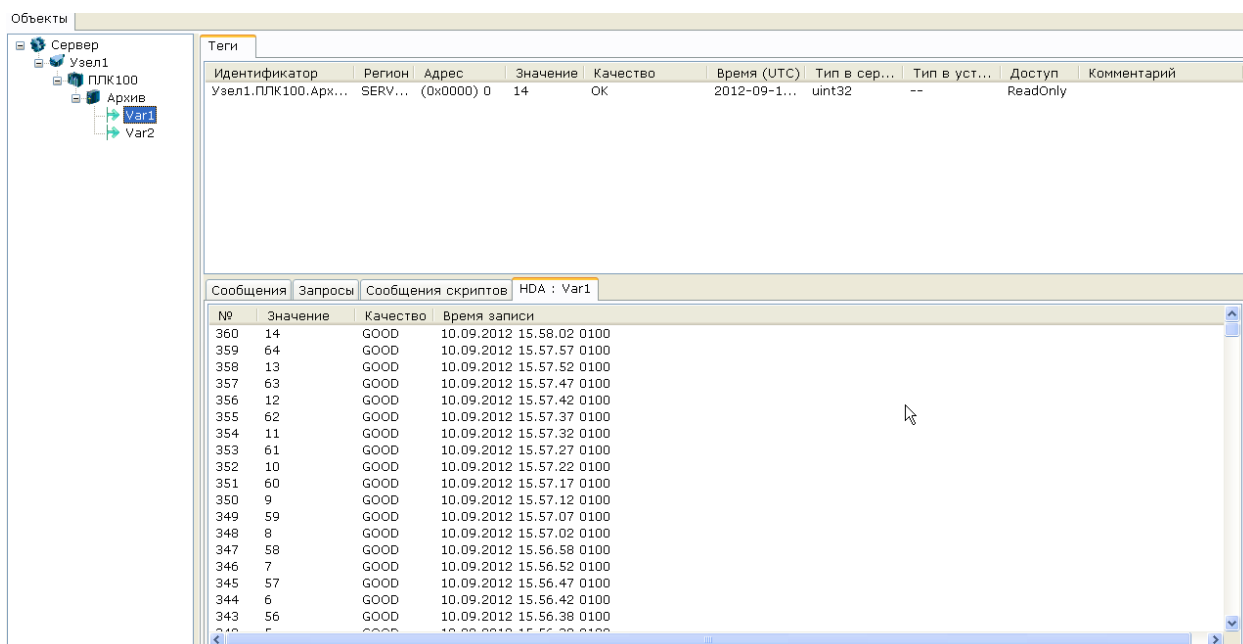 Объекты
Сервер
Узел1
ПЛК100
Архив
Var1
Var2
Теги
Идентификатор Регион Адрес Значение Качество Время (UTC) Тип в сер... Тип в уст... Доступ Комментарий
Узел1.ПЛК100.Арх... SERV... (0x0000) 0 14 OK 2012-09-1... uint32 -- ReadOnly
Сообщения Запросы Сообщения скриптов HDA : Var1
№ Значение Качество Время записи
360 14 GOOD 10.09.2012 15.58.02 0100
359 64 GOOD 10.09.2012 15.57.57 0100
358 13 GOOD 10.09.2012 15.57.52 0100
357 63 GOOD 10.09.2012 15.57.47 0100
356 12 GOOD 10.09.2012 15.57.42 0100
355 62 GOOD 10.09.2012 15.57.37 0100
354 11 GOOD 10.09.2012 15.57.32 0100
353 61 GOOD 10.09.2012 15.57.27 0100
352 10 GOOD 10.09.2012 15.57.22 0100
351 60 GOOD 10.09.2012 15.57.17 0100
350 9 GOOD 10.09.2012 15.57.12 0100
349 59 GOOD 10.09.2012 15.57.07 0100
348 8 GOOD 10.09.2012 15.57.02 0100
347 58 GOOD 10.09.2012 15.56.58 0100
346 7 GOOD 10.09.2012 15.56.52 0100
345 57 GOOD 10.09.2012 15.56.47 0100
344 6 GOOD 10.09.2012 15.56.42 0100
343 56 GOOD 10.09.2012 15.56.38 0100